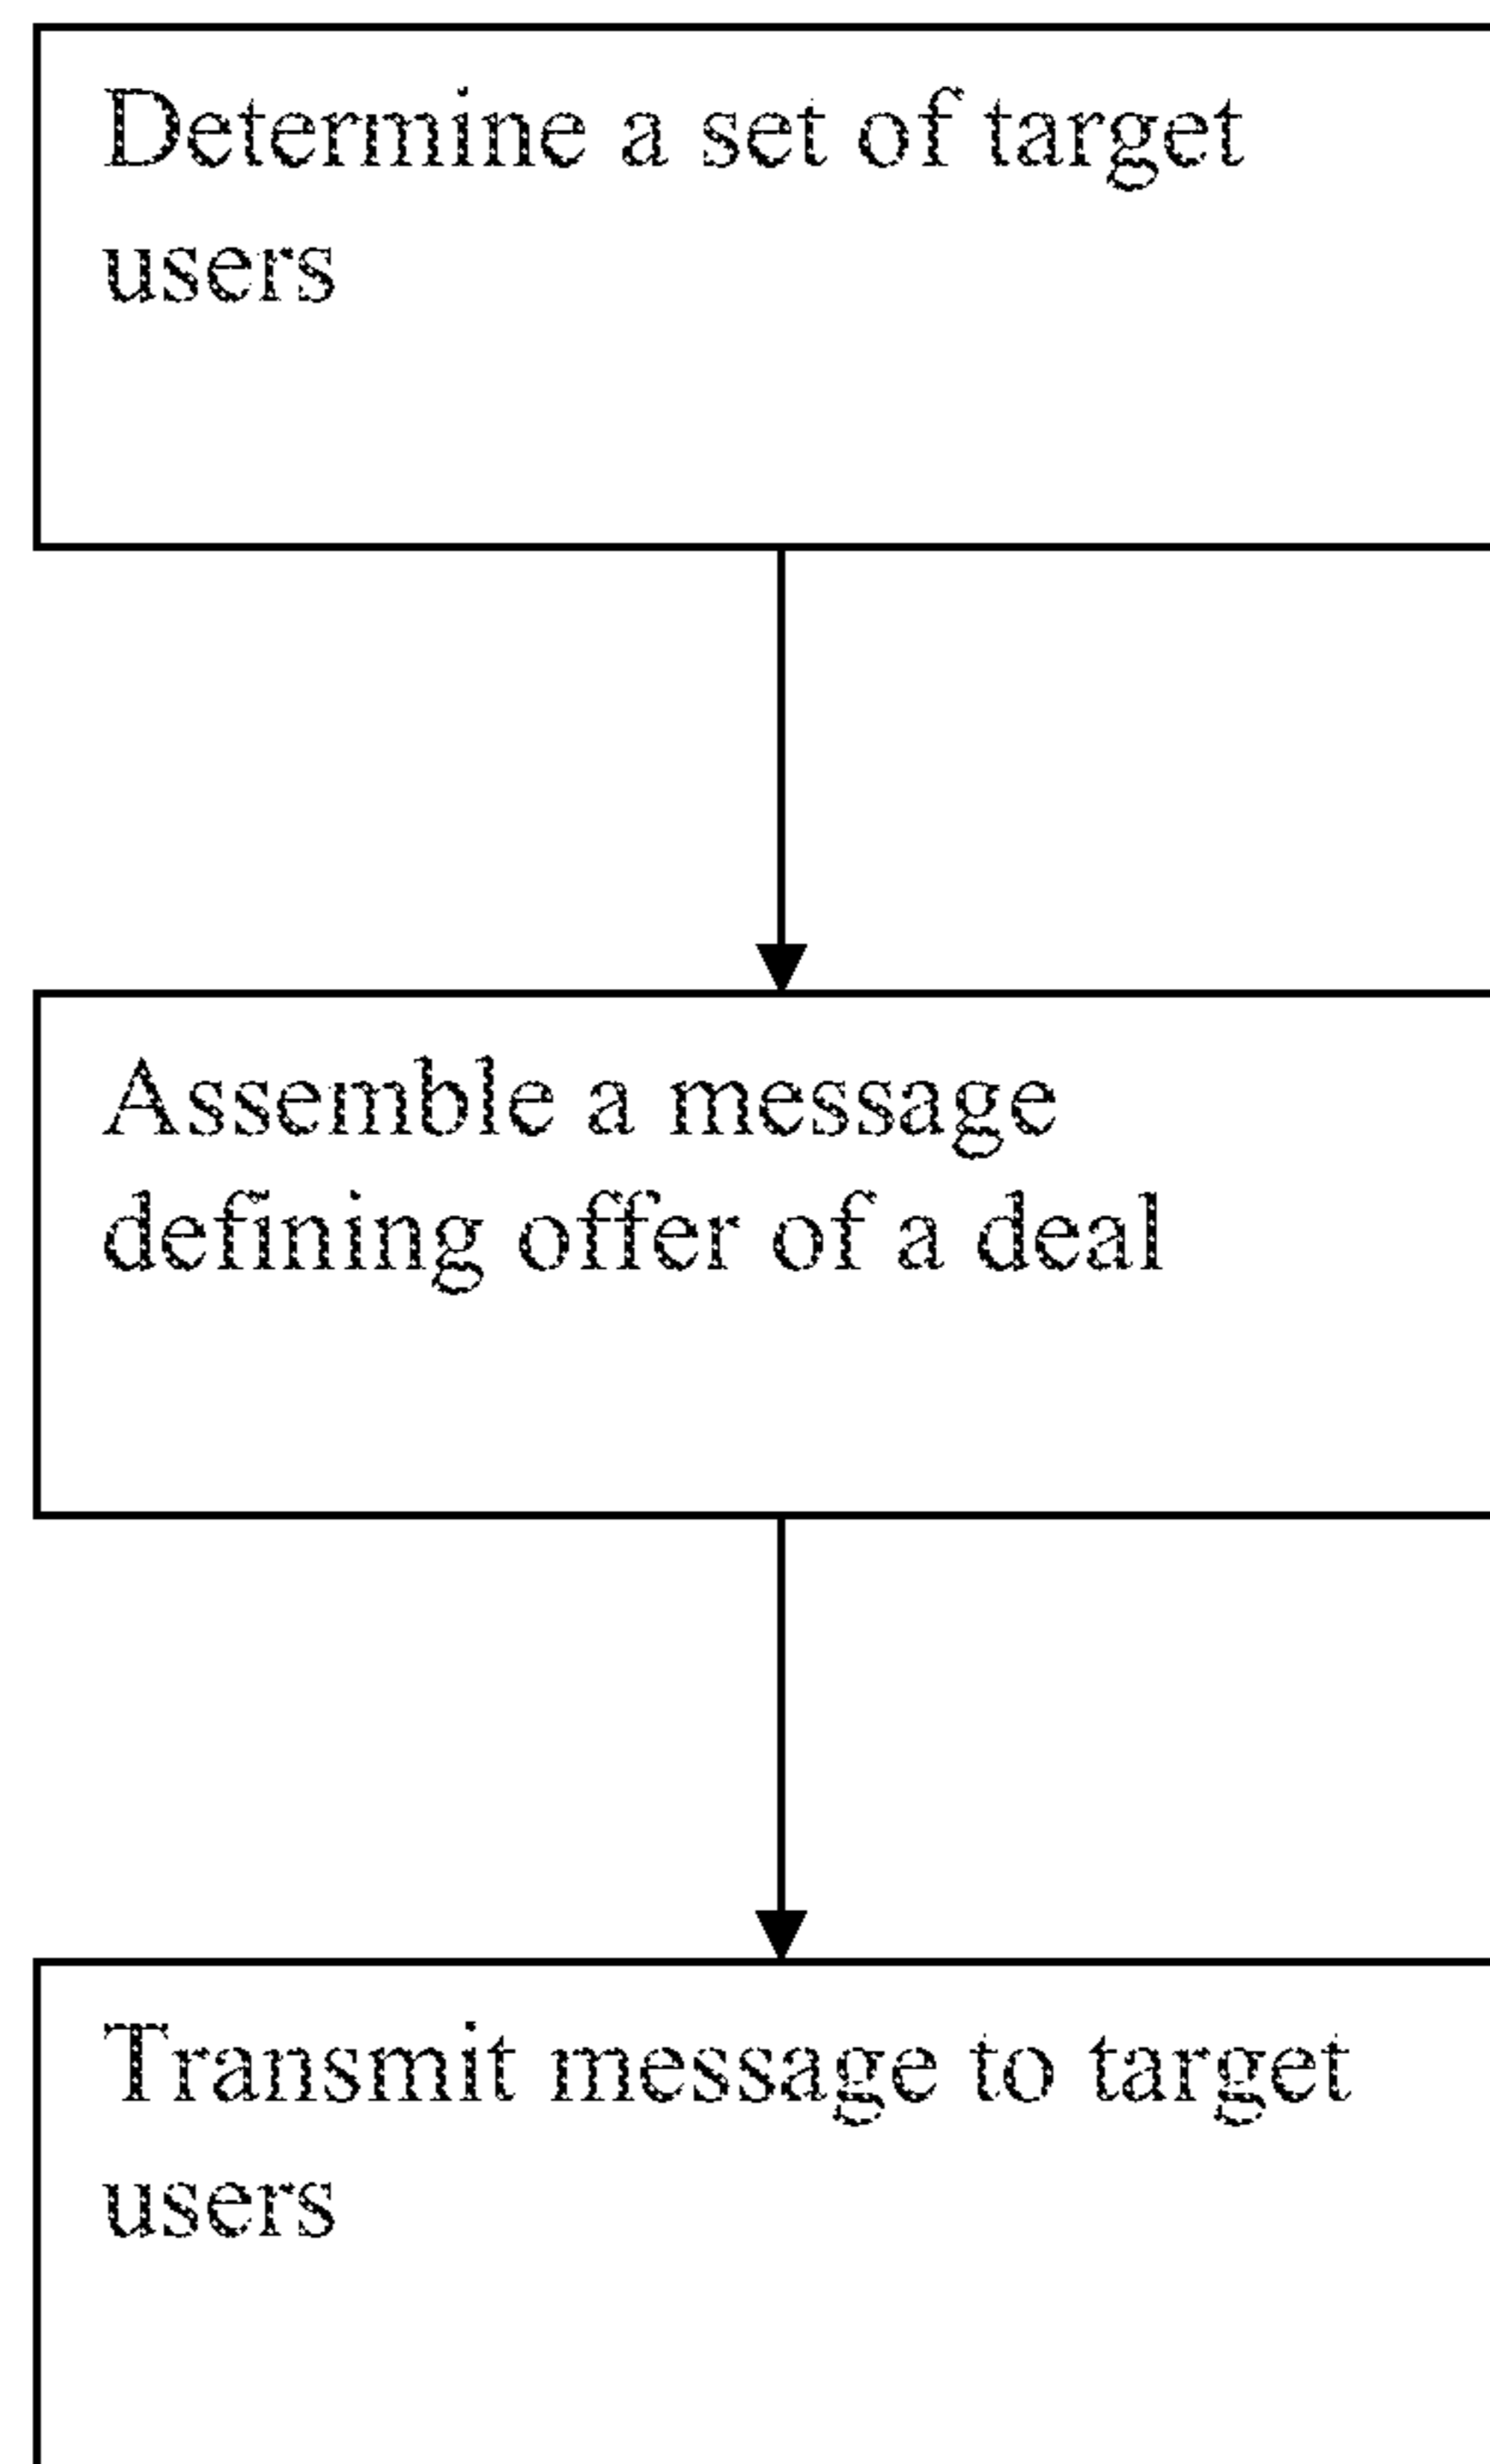 Determine a set of target
users
Assemble a message
defining offer of a deal
Transmit message to target
users